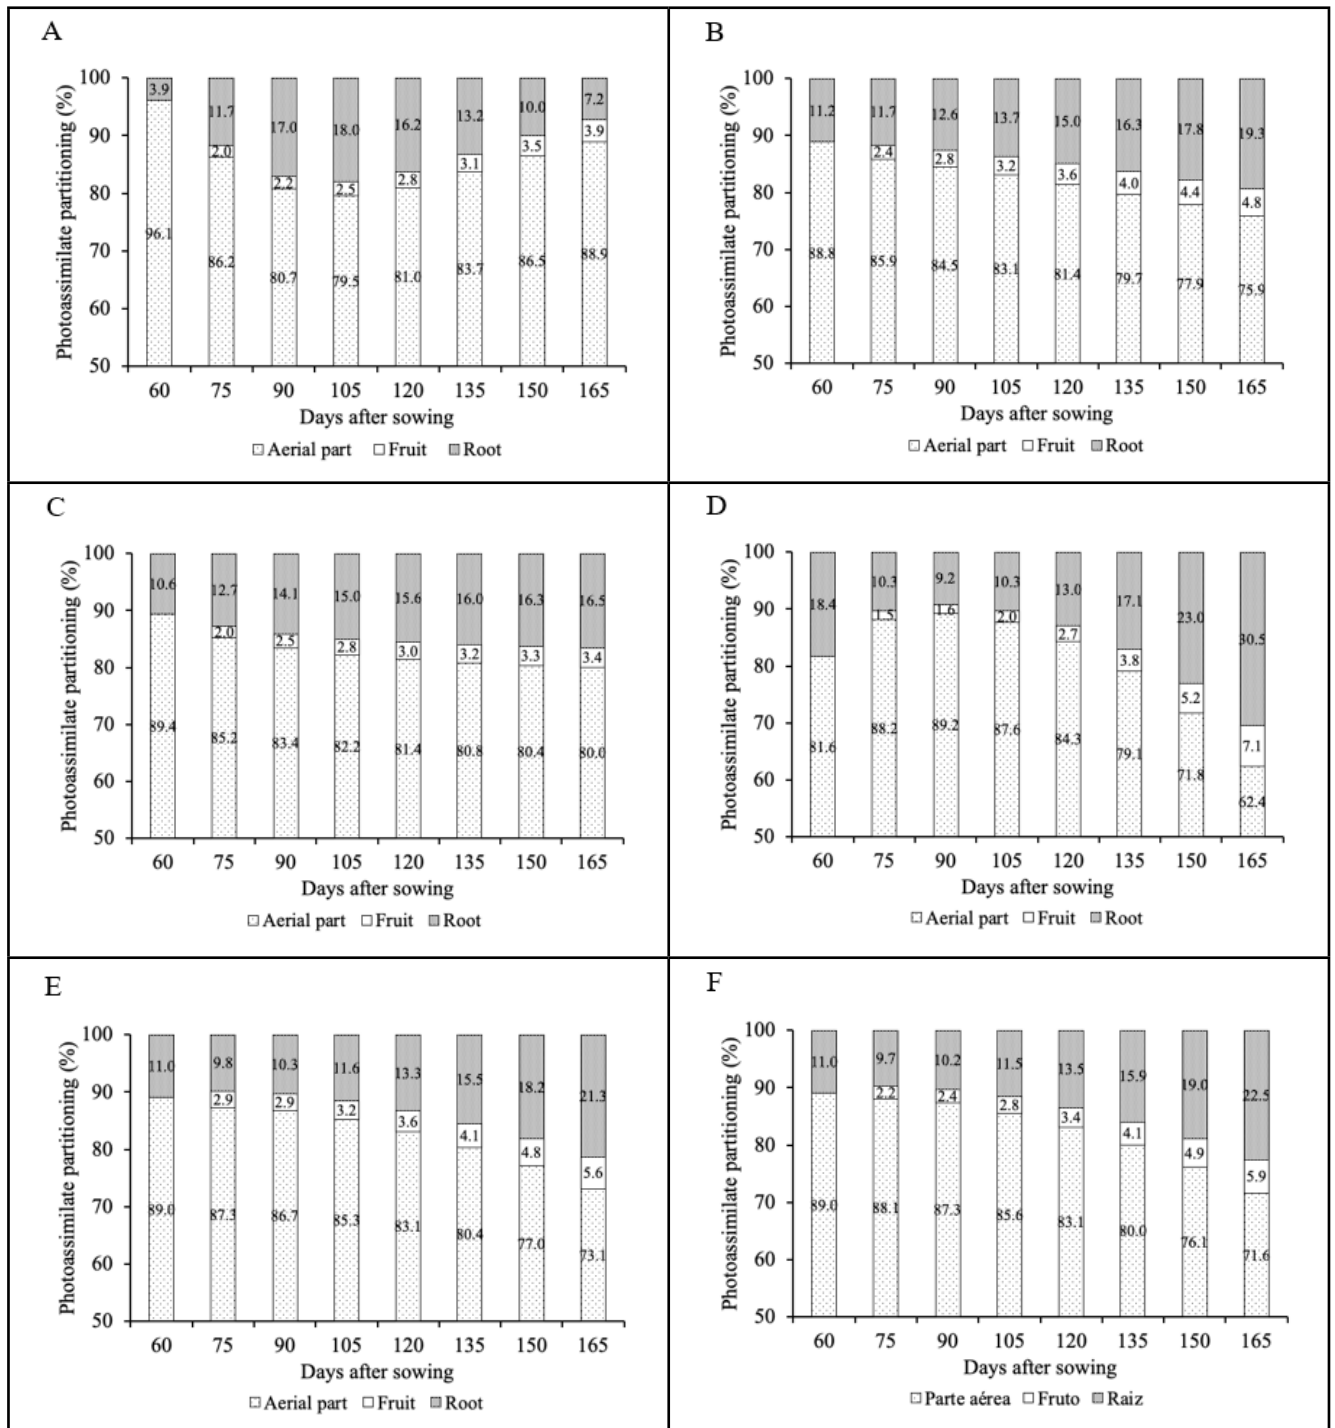 A
Photoassimilate partitioning (%)
100
90
80
70
60
50
3.9 11.7 17.0 18.0 16.2 13.2 10.0 7.2
2.0 2.2 2.5 2.8 3.1 3.5 3.9
96.1 86.2 80.7 79.5 81.0 83.7 86.5 88.9
60 75 90 105 120 135 150 165
Days after sowing
Aerial part Fruit Root
B
Photoassimilate partitioning (%)
100
90
80
70
60
50
11.2 11.7 12.6 13.7 15.0 16.3 17.8 19.3
2.4 2.8 3.2 3.6 4.0 4.4 4.8
88.8 85.9 84.5 83.1 81.4 79.7 77.9 75.9
60 75 90 105 120 135 150 165
Days after sowing
Aerial part Fruit Root
C
Photoassimilate partitioning (%)
100
90
80
70
60
50
10.6 12.7 14.1 15.0 15.6 16.0 16.3 16.5
2.0 2.5 2.8 3.0 3.2 3.3 3.4
89.4 85.2 83.4 82.2 81.4 80.8 80.4 80.0
60 75 90 105 120 135 150 165
Days after sowing
Aerial part Fruit Root
D
Photoassimilate partitioning (%)
100
90
80
70
60
50
18.4 10.3 9.2 10.3 13.0 17.1 23.0 30.5
1.5 1.6 2.0 2.7 3.8 5.2 7.1
81.6 88.2 89.2 87.6 84.3 79.1 71.8 62.4
60 75 90 105 120 135 150 165
Days after sowing
Aerial part Fruit Root
E
Photoassimilate partitioning (%)
100
90
80
70
60
50
11.0 9.8 10.3 11.6 13.3 15.5 18.2 21.3
2.9 2.9 3.2 3.6 4.1 4.8 5.6
89.0 87.3 86.7 85.3 83.1 80.4 77.0 73.1
60 75 90 105 120 135 150 165
Days after sowing
Aerial part Fruit Root
F
Photoassimilate partitioning (%)
100
90
80
70
60
50
11.0 9.7 10.2 11.5 13.5 15.9 19.0 22.5
2.2 2.4 2.8 3.4 4.1 4.9 5.9
89.0 88.1 87.3 85.6 83.1 80.0 76.1 71.6
60 75 90 105 120 135 150 165
Days after sowing
Parte aérea Fruto Raiz